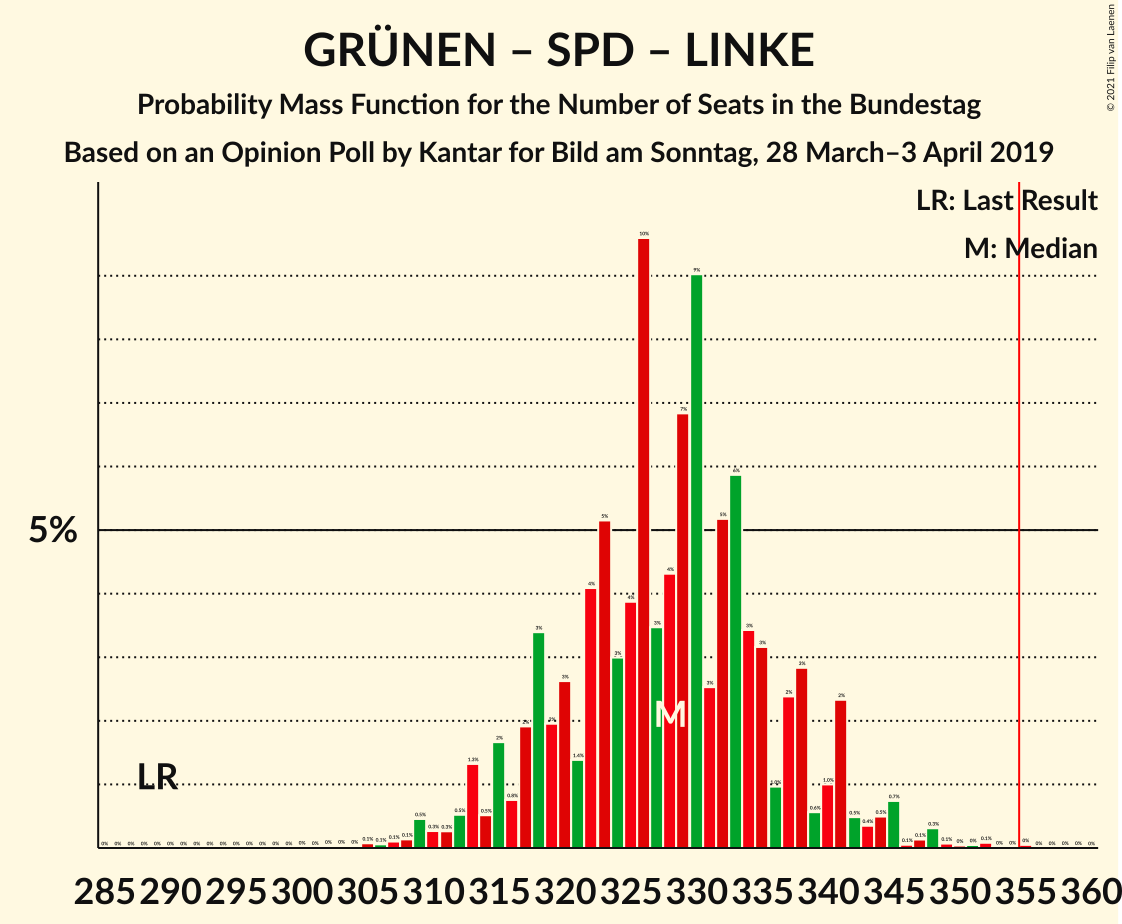 GRÜNEN – SPD – LINKE
Probability Mass Function for the Number of Seats in the Bundestag
Based on an Opinion Poll by Kantar for Bild am Sonntag, 28 March–3 April 2019
© 2021 Filip van Laenen
LR: Last Result
M: Median
5%
LR
M
285 290 295 300 305 310 315 320 325 330 335 340 345 350 355 360